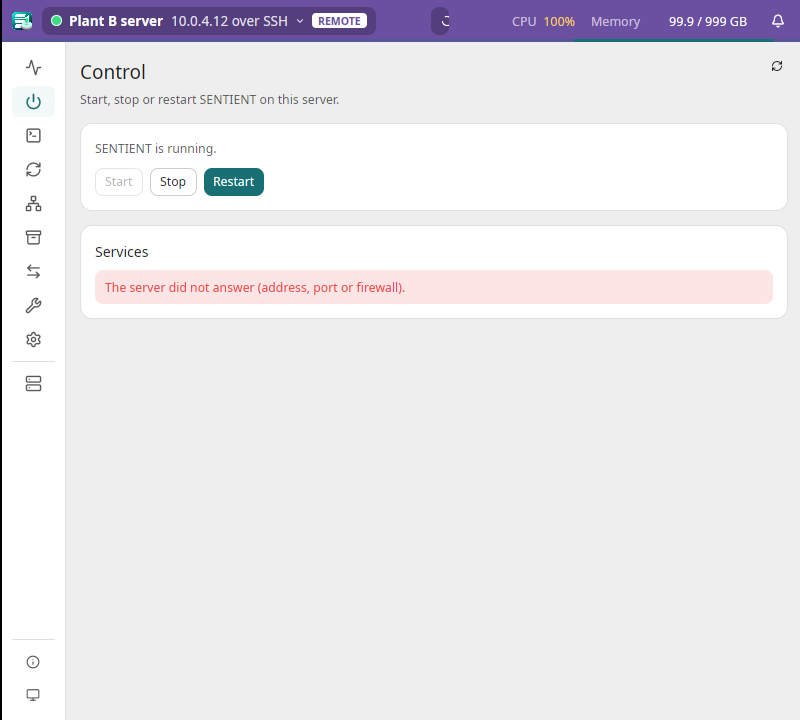 Plant B server 10.0.4.12 over SSH REMOTE CPU 100% Memory 99.9 / 999 GB
Control
Start, stop or restart SENTIENT on this server.
SENTIENT is running.
Start Stop Restart
Services
The server did not answer (address, port or firewall).